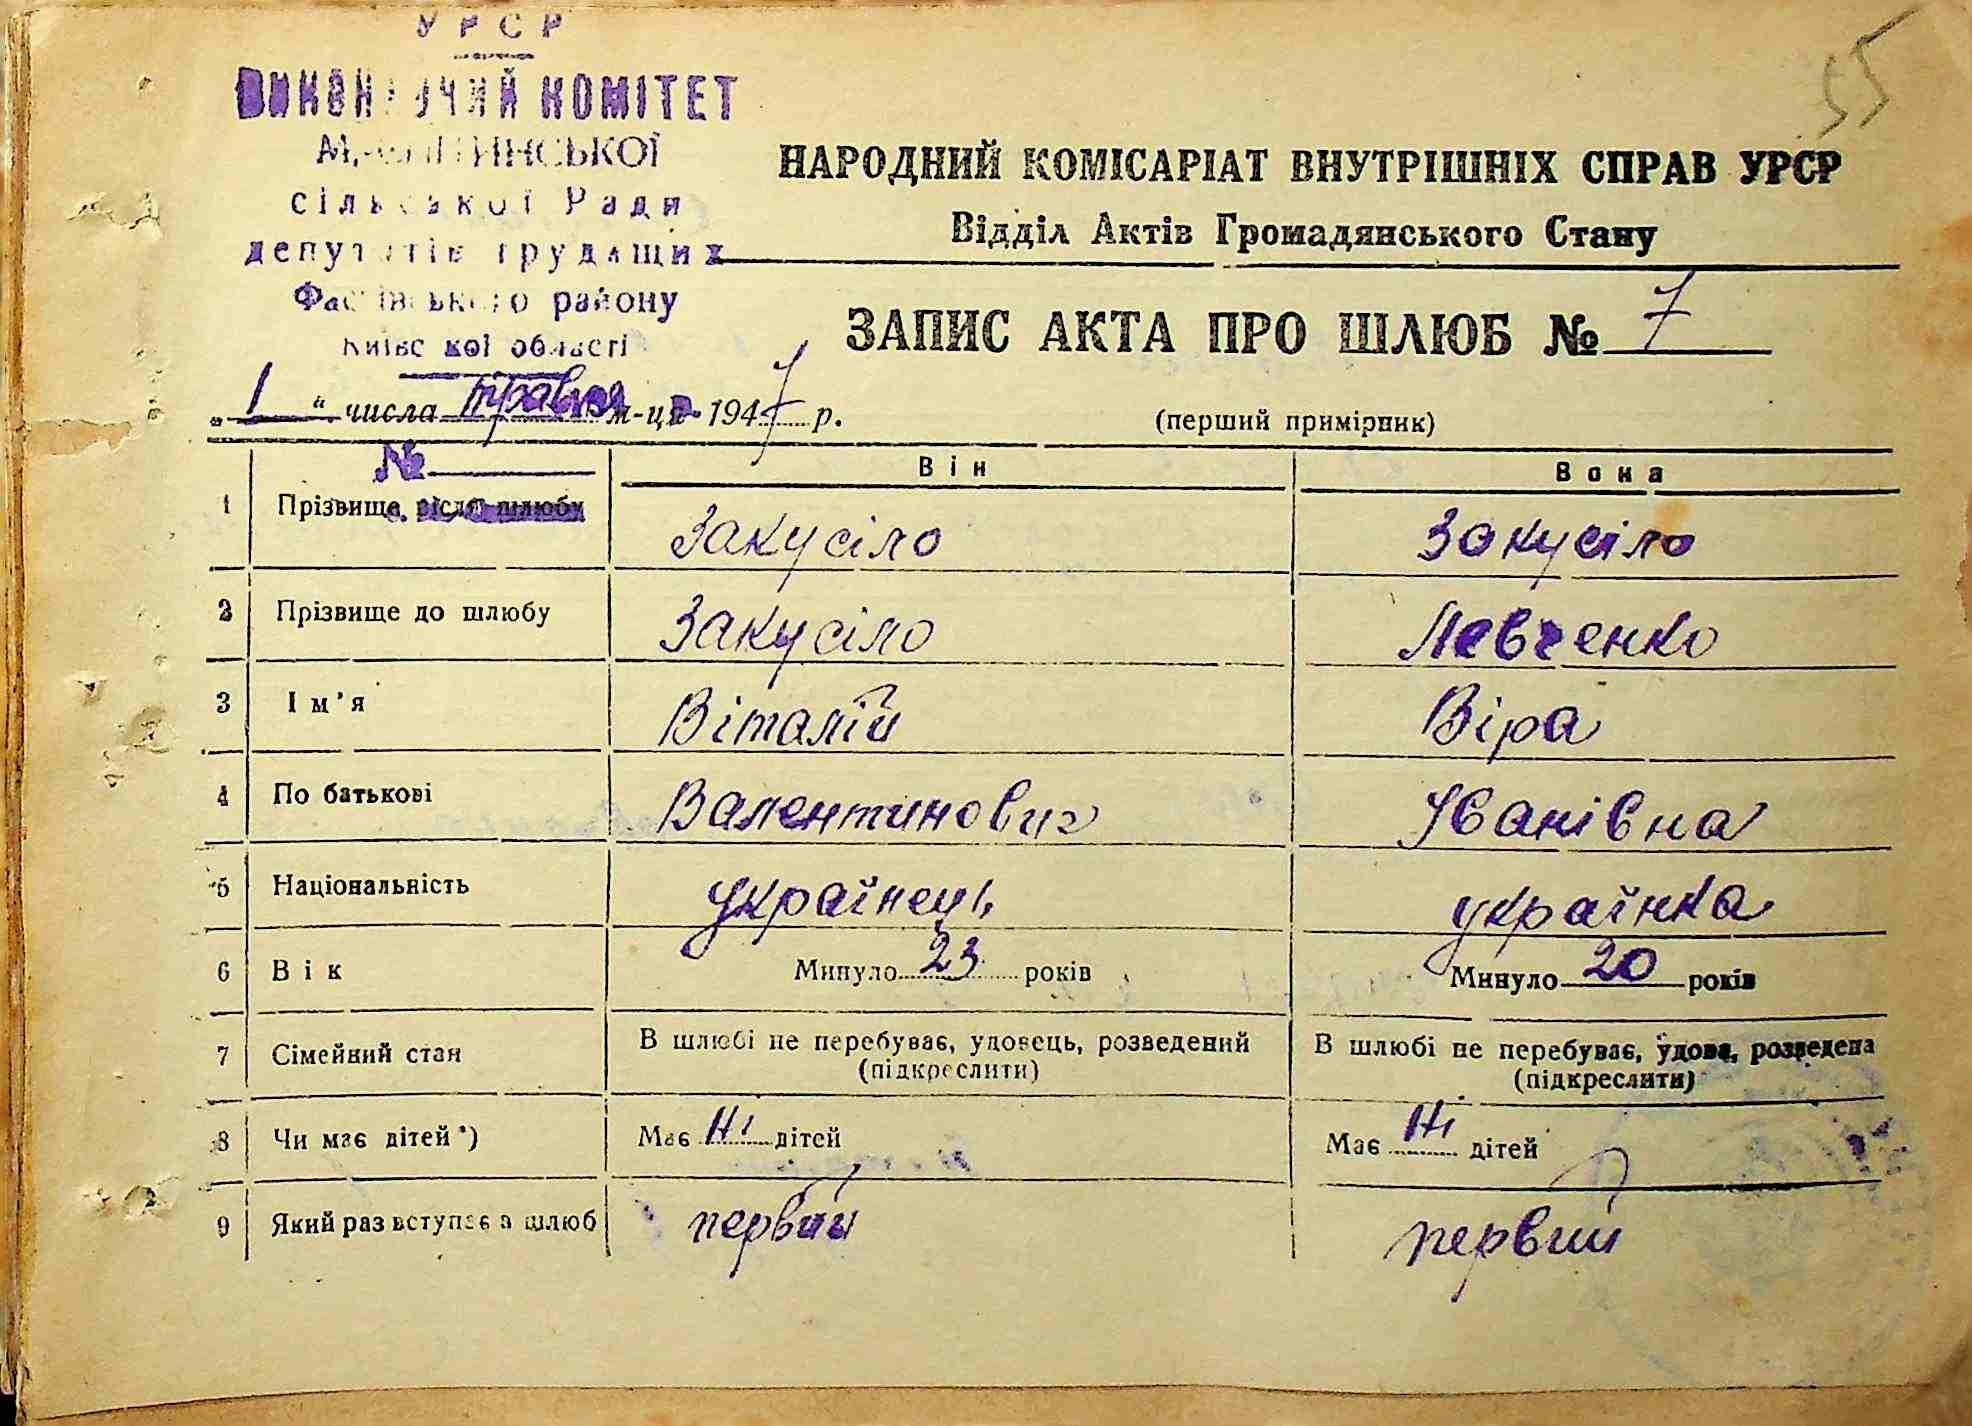 УРСР
ВИКОНАВЧИЙ КОМІТЕТ
сільської Ради
депутатів трудящих
Фастівського району
Київської області
55
НАРОДНИЙ КОМІСАРІАТ ВНУТРІШНІХ СПРАВ УРСР
Відділ Актів Громадянського Стану
ЗАПИС АКТА ПРО ШЛЮБ № 7
„ 1 “ числа травня м-ця 1947 р.
(перший примірник)
№ Він Вона
1 Прізвище після шлюбу Закусіло Закусіло
2 Прізвище до шлюбу Закусіло Левченко
3 Ім’я Віталій Віра
4 По батькові Валентинович Іванівна
5 Національність українець українка
6 Вік Минуло 23 років Минуло 20 років
7 Сімейний стан В шлюбі не перебуває, удовець, розведений (підкреслити) В шлюбі не перебуває, удова, розведена (підкреслити)
8 Чи має дітей *) Має Ні дітей Має Ні дітей
9 Який раз вступає в шлюб первий первий